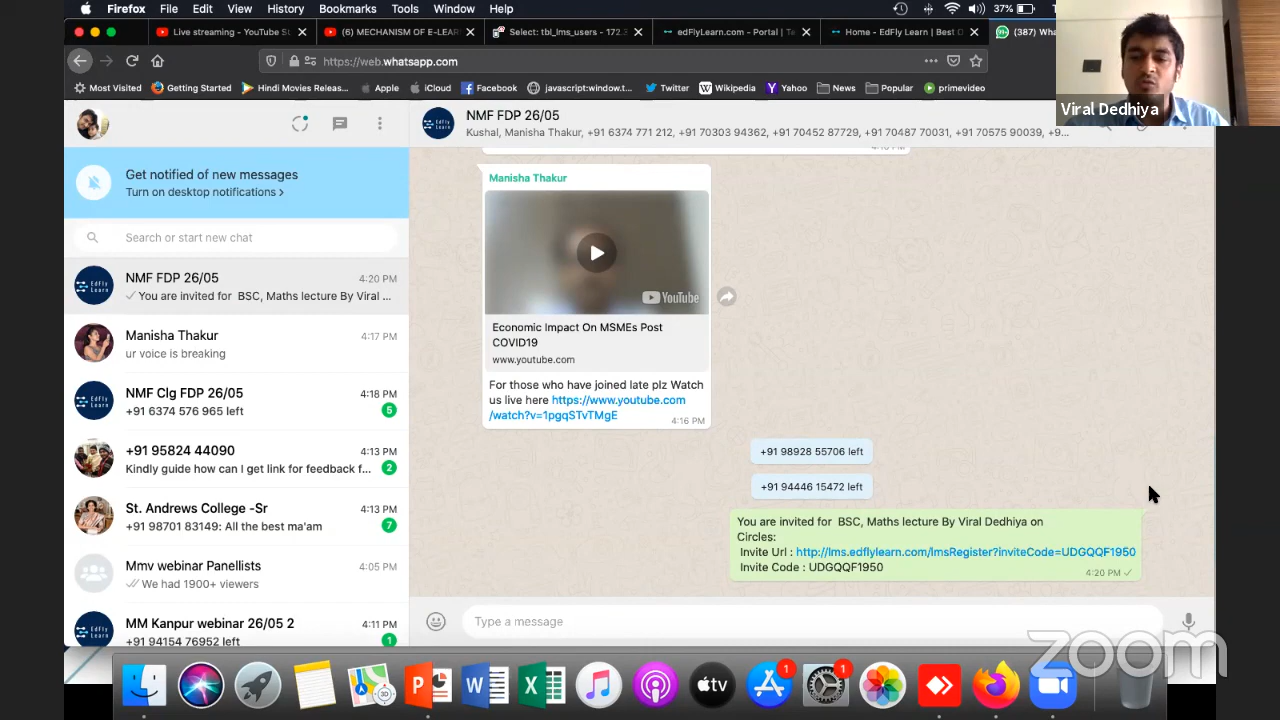 Firefox File Edit View History Bookmarks Tools Window Help
37%
Live streaming - YouTube St
(6) MECHANISM OF E-LEAR
Select: tbl_lms_users - 172.3
edFlyLearn.com - Portal | Te
Home - EdFly Learn | Best O
(387) Wha
https://web.whatsapp.com
Most Visited Getting Started Hindi Movies Reviews... Apple iCloud Facebook javascript:window.t... Twitter Wikipedia Yahoo News Popular primevideo
Viral Dedhiya
NMF FDP 26/05
Kushal, Manisha Thakur, +91 6374 771 212, +91 70303 94362, +91 70452 87729, +91 70487 70031, +91 70575 90039, +9...
Get notified of new messages
Turn on desktop notifications >
Search or start new chat
EdFly Learn
NMF FDP 26/05 4:20 PM
You are invited for BSC, Maths lecture By Viral ...
Manisha Thakur 4:17 PM
ur voice is breaking
NMF Clg FDP 26/05 4:18 PM
+91 6374 576 965 left 5
+91 95824 44090 4:13 PM
Kindly guide how can I get link for feedback f... 2
St. Andrews College -Sr 4:13 PM
+91 98701 83149: All the best ma'am 7
Mmv webinar Panellists 4:05 PM
We had 1900+ viewers
MM Kanpur webinar 26/05 2 4:11 PM
+91 94154 76952 left 1
Manisha Thakur
YouTube
Economic Impact On MSMEs Post
COVID19
www.youtube.com
For those who have joined late plz Watch
us live here https://www.youtube.com
/watch?v=1pgqSTvTMgE 4:16 PM
+91 98928 55706 left
+91 94446 15472 left
You are invited for BSC, Maths lecture By Viral Dedhiya on
Circles:
Invite Url : http://lms.edflylearn.com/lmsRegister?inviteCode=UDGQQF1950
Invite Code : UDGQQF1950
4:20 PM
Type a message
zoom
tv
1
1